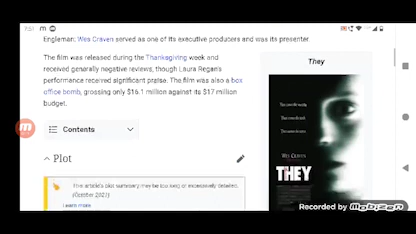 7:51
Engleman. Wes Craven served as one of its executive producers and was its presenter.
The film was released during the Thanksgiving week and
received generally negative reviews, though Laura Regan's
performance received significant praise. The film was also a box
office bomb, grossing only $16.1 million against its $17 million
budget.
Contents
Plot
This article's plot summary may be too long or excessively detailed.
(October 2021)
Learn more
They
WES CRAVEN
THEY
Recorded by
Mobizen